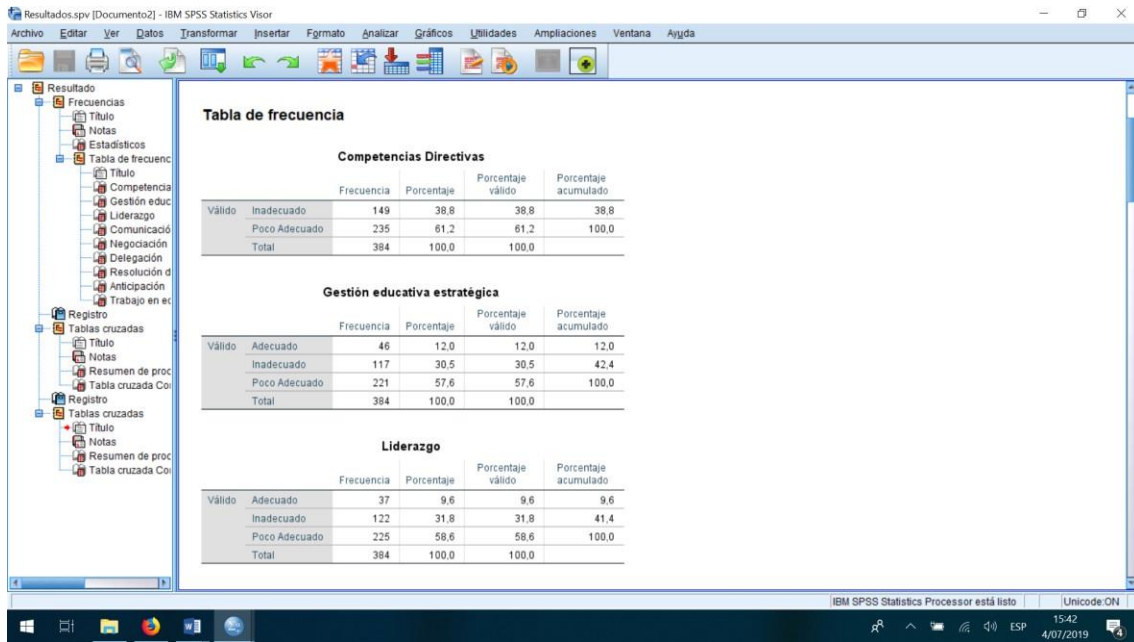 Resultados.spv [Documento2] - IBM SPSS Statistics Visor
Archivo Editar Ver Datos Transformar Insertar Formato Analizar Gráficos Utilidades Ampliaciones Ventana Ayuda
Resultado
Frecuencias
Título
Notas
Estadísticos
Tabla de frecuenc
Título
Competencia
Gestión educ
Liderazgo
Comunicació
Negociación
Delegación
Resolución d
Anticipación
Trabajo en ec
Registro
Tablas cruzadas
Título
Notas
Resumen de proc
Tabla cruzada Co
Registro
Tablas cruzadas
Título
Notas
Resumen de proc
Tabla cruzada Co
Tabla de frecuencia
Competencias Directivas
Frecuencia Porcentaje Porcentaje válido Porcentaje acumulado
Válido Inadecuado 149 38,8 38,8 38,8
Poco Adecuado 235 61,2 61,2 100,0
Total 384 100,0 100,0
Gestión educativa estratégica
Frecuencia Porcentaje Porcentaje válido Porcentaje acumulado
Válido Adecuado 46 12,0 12,0 12,0
Inadecuado 117 30,5 30,5 42,4
Poco Adecuado 221 57,6 57,6 100,0
Total 384 100,0 100,0
Liderazgo
Frecuencia Porcentaje Porcentaje válido Porcentaje acumulado
Válido Adecuado 37 9,6 9,6 9,6
Inadecuado 122 31,8 31,8 41,4
Poco Adecuado 225 58,6 58,6 100,0
Total 384 100,0 100,0
IBM SPSS Statistics Processor está listo Unicode:ON
ESP 15:42
4/07/2019
4